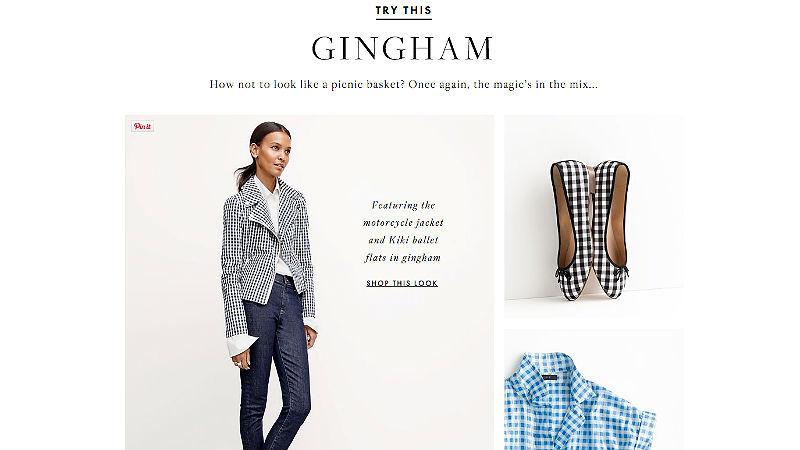 TRY THIS
GINGHAM
How not to look like a picnic basket? Once again, the magic's in the mix...
Pin it
Featuring the
motorcycle jacket
and Kiki ballet
flats in gingham
SHOP THIS LOOK